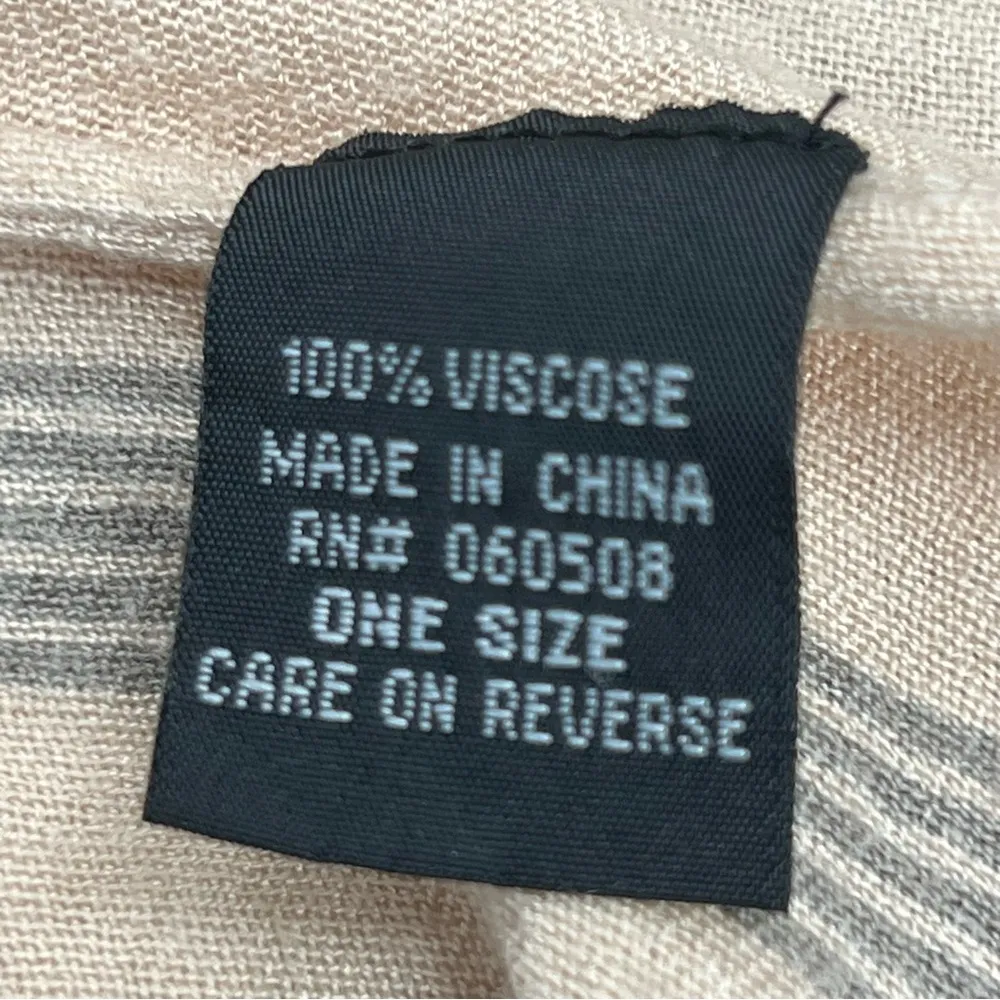 100% VISCOSE
MADE IN CHINA
RN# 060508
ONE SIZE
CARE ON REVERSE